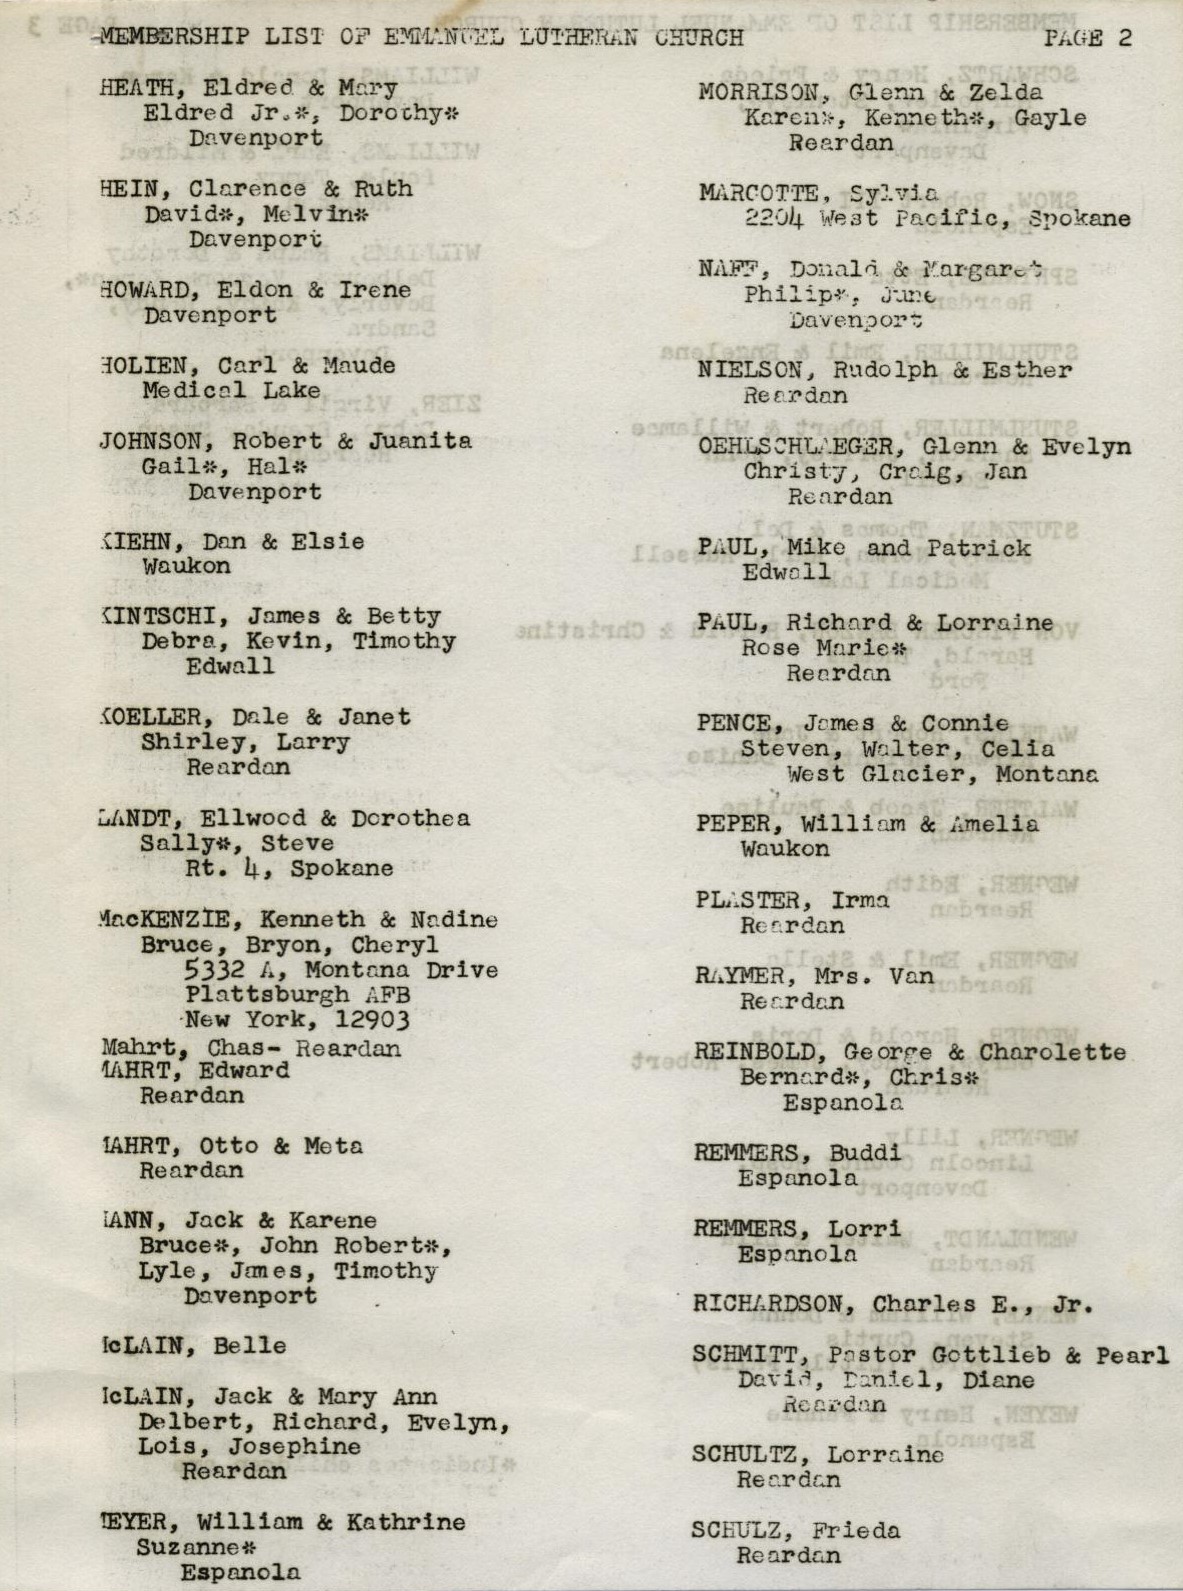 MEMBERSHIP LIST OF EMMANUEL LUTHERAN CHURCH PAGE 2
HEATH, Eldred & Mary
Eldred Jr.*, Dorothy*
Davenport
HEIN, Clarence & Ruth
David*, Melvin*
Davenport
HOWARD, Eldon & Irene
Davenport
HOLIEN, Carl & Maude
Medical Lake
JOHNSON, Robert & Juanita
Gail*, Hal*
Davenport
KIEHN, Dan & Elsie
Waukon
KINTSCHI, James & Betty
Debra, Kevin, Timothy
Edwall
KOELLER, Dale & Janet
Shirley, Larry
Reardan
LANDT, Ellwood & Dorothea
Sally*, Steve
Rt. 4, Spokane
MacKENZIE, Kenneth & Nadine
Bruce, Bryon, Cheryl
5332 A, Montana Drive
Plattsburgh AFB
New York, 12903
Mahrt, Chas- Reardan
MAHRT, Edward
Reardan
MAHRT, Otto & Meta
Reardan
MANN, Jack & Karene
Bruce*, John Robert*,
Lyle, James, Timothy
Davenport
McLAIN, Belle
McLAIN, Jack & Mary Ann
Delbert, Richard, Evelyn,
Lois, Josephine
Reardan
MEYER, William & Kathrine
Suzanne*
Espanola
MORRISON, Glenn & Zelda
Karen*, Kenneth*, Gayle
Reardan
MARCOTTE, Sylvia
2204 West Pacific, Spokane
NAFF, Donald & Margaret
Philip*, June
Davenport
NIELSON, Rudolph & Esther
Reardan
OEHLSCHLAEGER, Glenn & Evelyn
Christy, Craig, Jan
Reardan
PAUL, Mike and Patrick
Edwall
PAUL, Richard & Lorraine
Rose Marie*
Reardan
PENCE, James & Connie
Steven, Walter, Celia
West Glacier, Montana
PEPER, William & Amelia
Waukon
PLASTER, Irma
Reardan
RAYMER, Mrs. Van
Reardan
REINBOLD, George & Charolette
Bernard*, Chris*
Espanola
REMMERS, Buddi
Espanola
REMMERS, Lorri
Espanola
RICHARDSON, Charles E., Jr.
SCHMITT, Pastor Gottlieb & Pearl
David, Daniel, Diane
Reardan
SCHULTZ, Lorraine
Reardan
SCHULZ, Frieda
Reardan